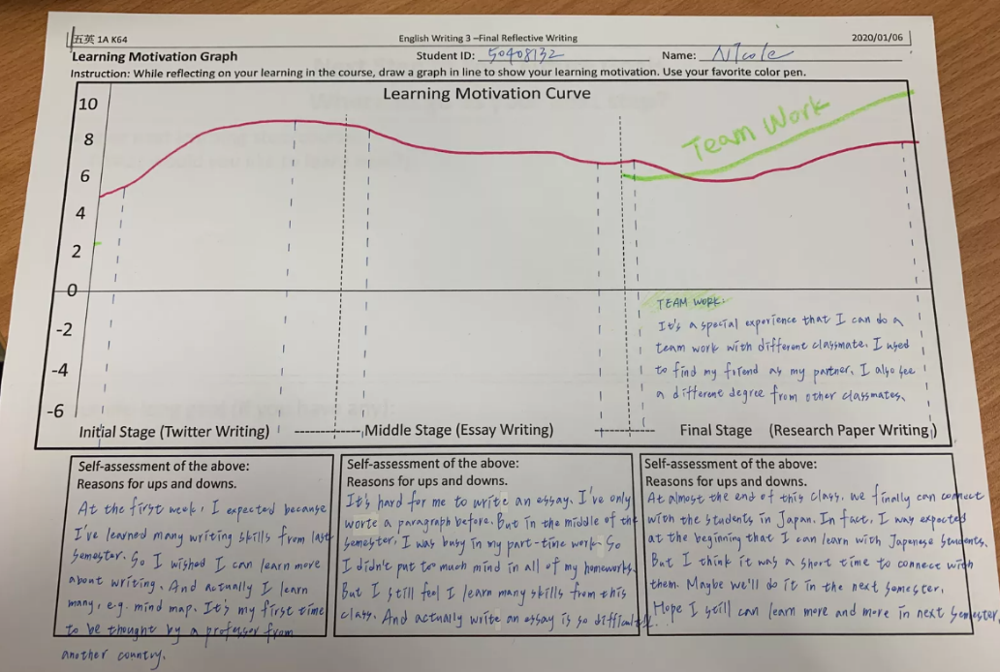 五英 1A K64
English Writing 3 –Final Reflective Writing
2020/01/06
Learning Motivation Graph Student ID: 50408132 Name: Nicole
Instruction: While reflecting on your learning in the course, draw a graph in line to show your learning motivation. Use your favorite color pen.
Learning Motivation Curve
10
8
6
4
2
0
-2
-4
-6
Team Work
TEAM WORK.
It's a special experience that I can do a
team work with different classmate. I used
to find my firend as my partner. I also see
a different degree from other classmates.
Initial Stage (Twitter Writing) Middle Stage (Essay Writing) Final Stage (Research Paper Writing)
Self-assessment of the above:
Reasons for ups and downs.
At the first week, I expected because
I've learned many writing skills from last
semester. So I wished I can learn more
about writing. And actually I learn
many, e.g. mind map. It's my first time
to be thought by a professor from
another country.
Self-assessment of the above:
Reasons for ups and downs.
It's hard for me to write an essay. I've only
worte a paragraph before. But in the middle of the
semester, I was busy in my part-time work. So
I didn't put too much mind in all of my homeworks.
But I still feel I learn many skills from this
class. And actually write an essay is so difficult...
Self-assessment of the above:
Reasons for ups and downs.
At almost the end of this class, we finally can connect
with the students in Japan. In fact, I was expected
at the beginning that I can learn with Japanese students.
But I think it was a short time to connect with
them. Maybe we'll do it in the next semester.
Hope I still can learn more and more in next semester.